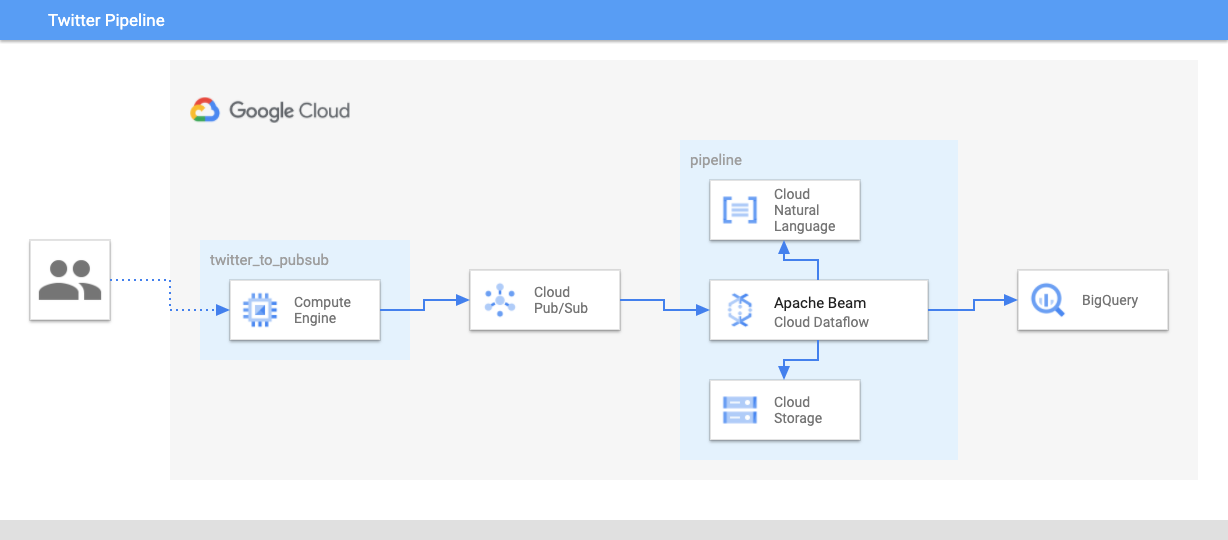 Twitter Pipeline
Google Cloud
pipeline
Cloud
Natural
Language
twitter_to_pubsub
Compute
Engine
Cloud
Pub/Sub
Apache Beam
Cloud Dataflow
BigQuery
Cloud
Storage